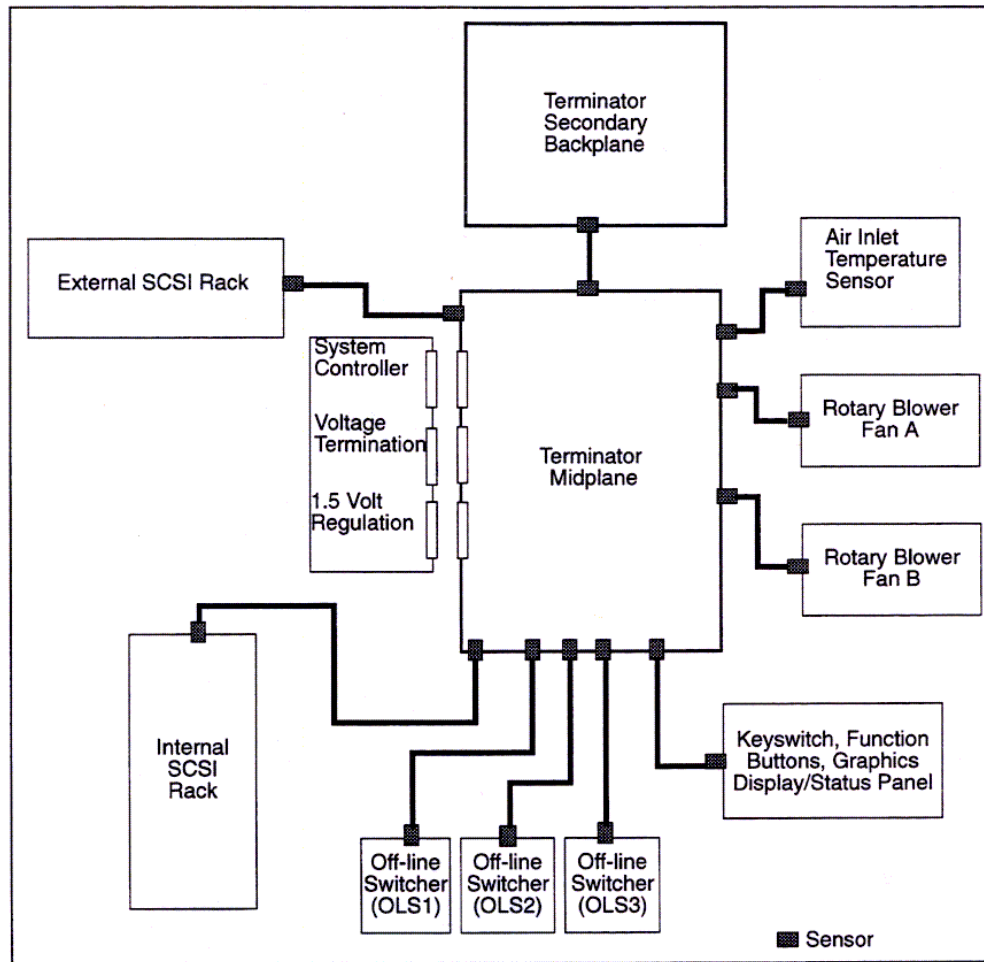 Terminator
Secondary
Backplane
External SCSI Rack
Air Inlet
Temperature
Sensor
System
Controller
Voltage
Termination
1.5 Volt
Regulation
Terminator
Midplane
Rotary Blower
Fan A
Rotary Blower
Fan B
Internal
SCSI
Rack
Keyswitch, Function
Buttons, Graphics
Display/Status Panel
Off-line
Switcher
(OLS1)
Off-line
Switcher
(OLS2)
Off-line
Switcher
(OLS3)
Sensor